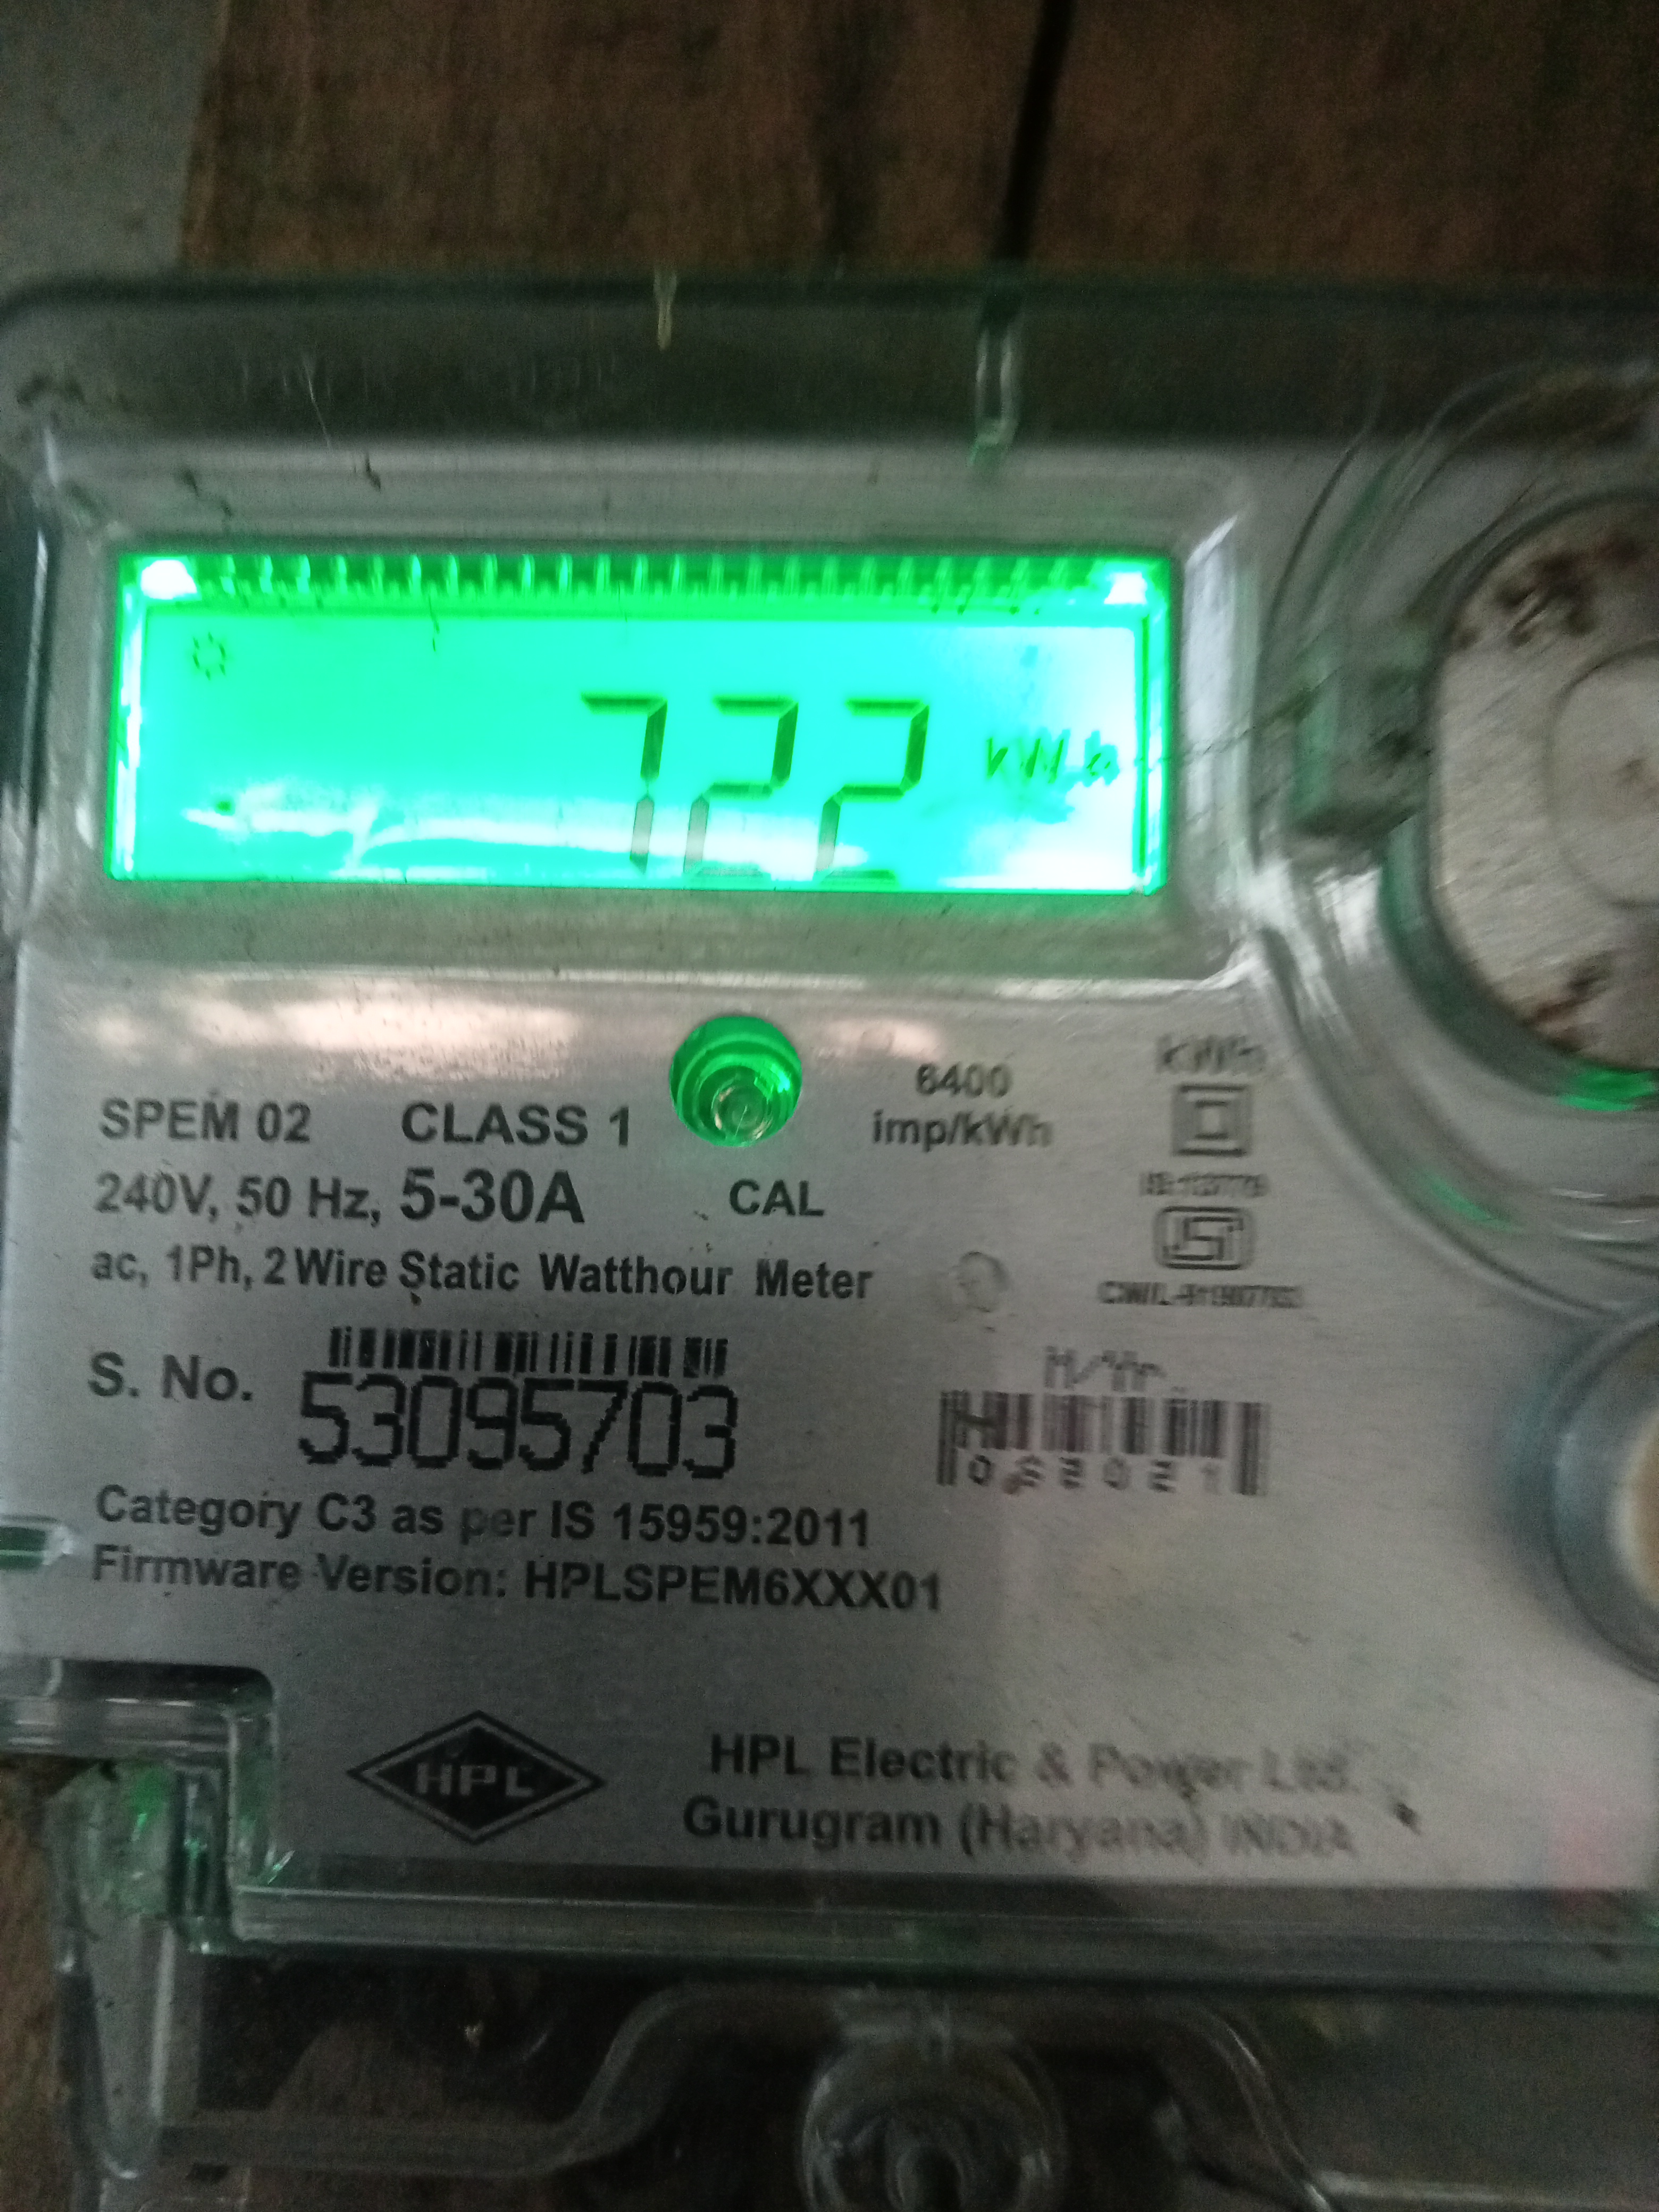 722 kWh
6400
imp/kWh
kWh
SPEM 02 CLASS 1
240V, 50 Hz, 5-30A
CAL
ac, 1Ph, 2 Wire Static Watthour Meter
S. No. 53095703
M/Yr.
Category C3 as per IS 15959:2011
Firmware Version: HPLSPEM6XXX01
HPL
HPL Electric & Power Ltd.
Gurugram (Haryana) INDIA